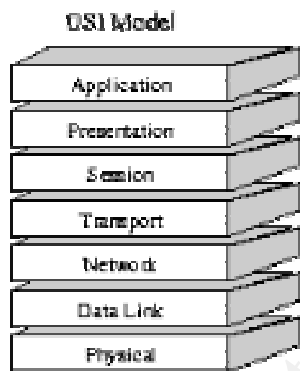 OSI Model
Application
Presentation
Session
Transport
Network
Data Link
Physical